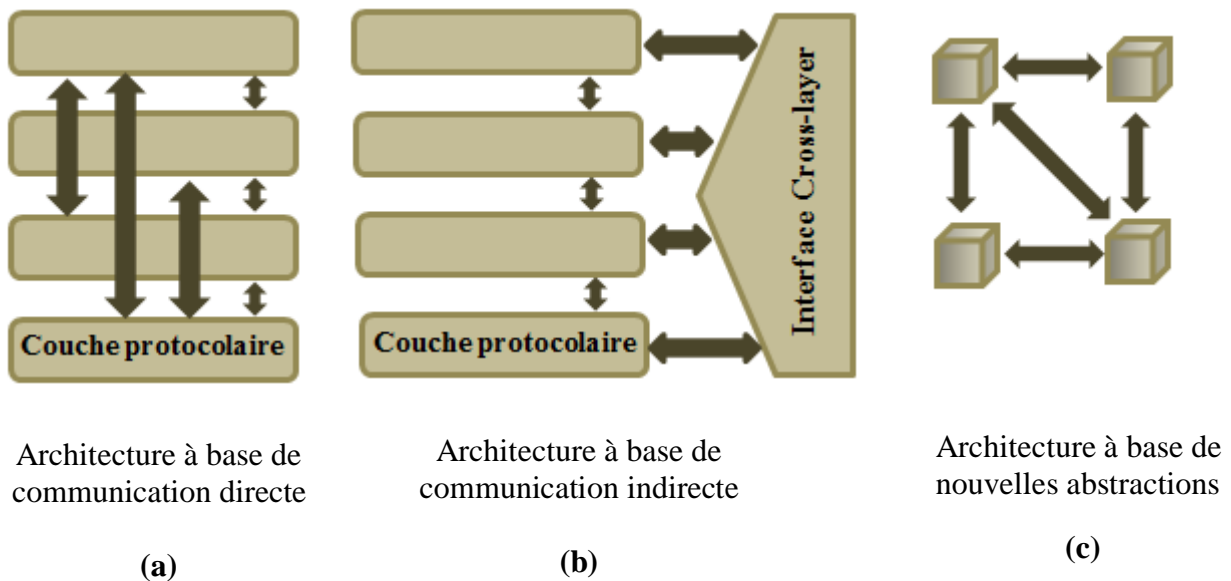 Couche protocolaire
Couche protocolaire
Interface Cross-layer
Architecture à base de
communication directe
(a)
Architecture à base de
communication indirecte
(b)
Architecture à base de
nouvelles abstractions
(c)